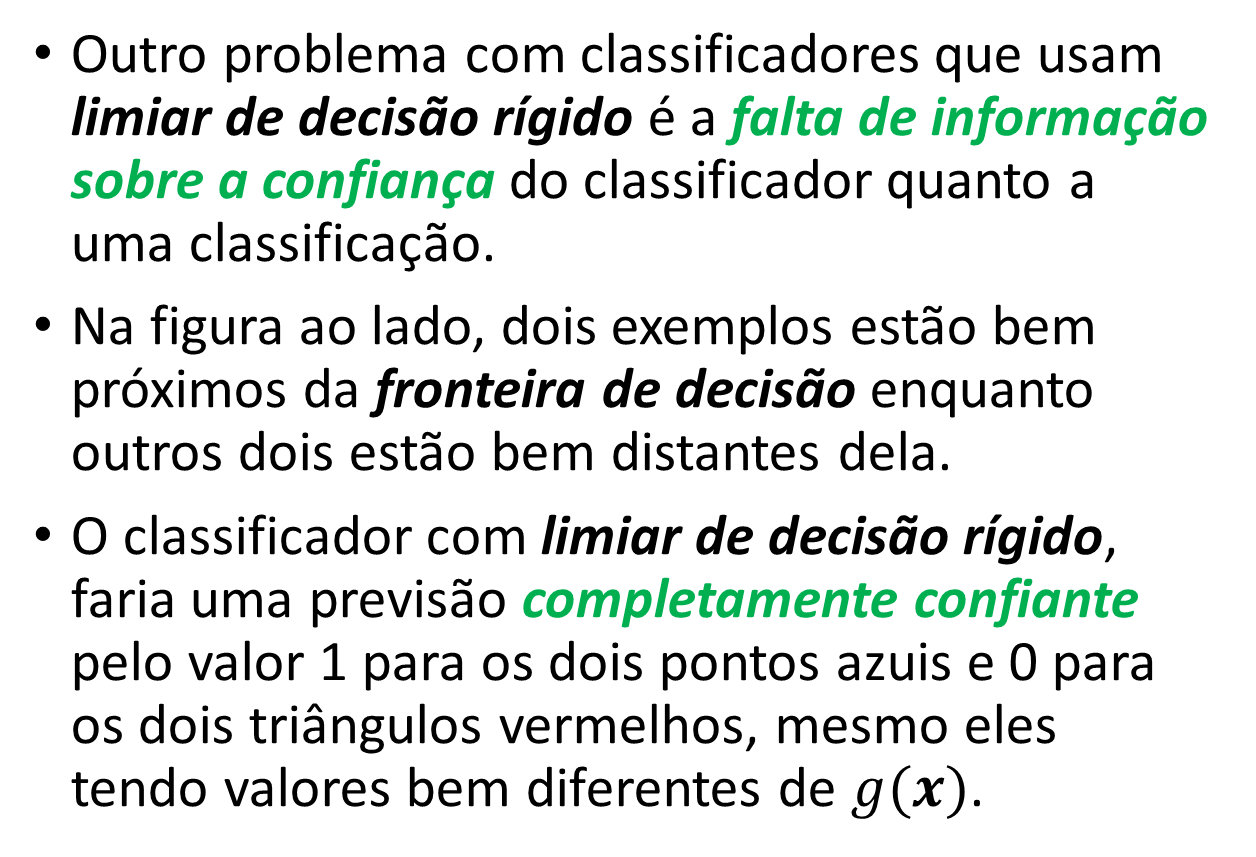 • Outro problema com classificadores que usam
limiar de decisão rígido é a falta de informação
sobre a confiança do classificador quanto a
uma classificação.
• Na figura ao lado, dois exemplos estão bem
próximos da fronteira de decisão enquanto
outros dois estão bem distantes dela.
• O classificador com limiar de decisão rígido,
faria uma previsão completamente confiante
pelo valor 1 para os dois pontos azuis e 0 para
os dois triângulos vermelhos, mesmo eles
tendo valores bem diferentes de g(x).